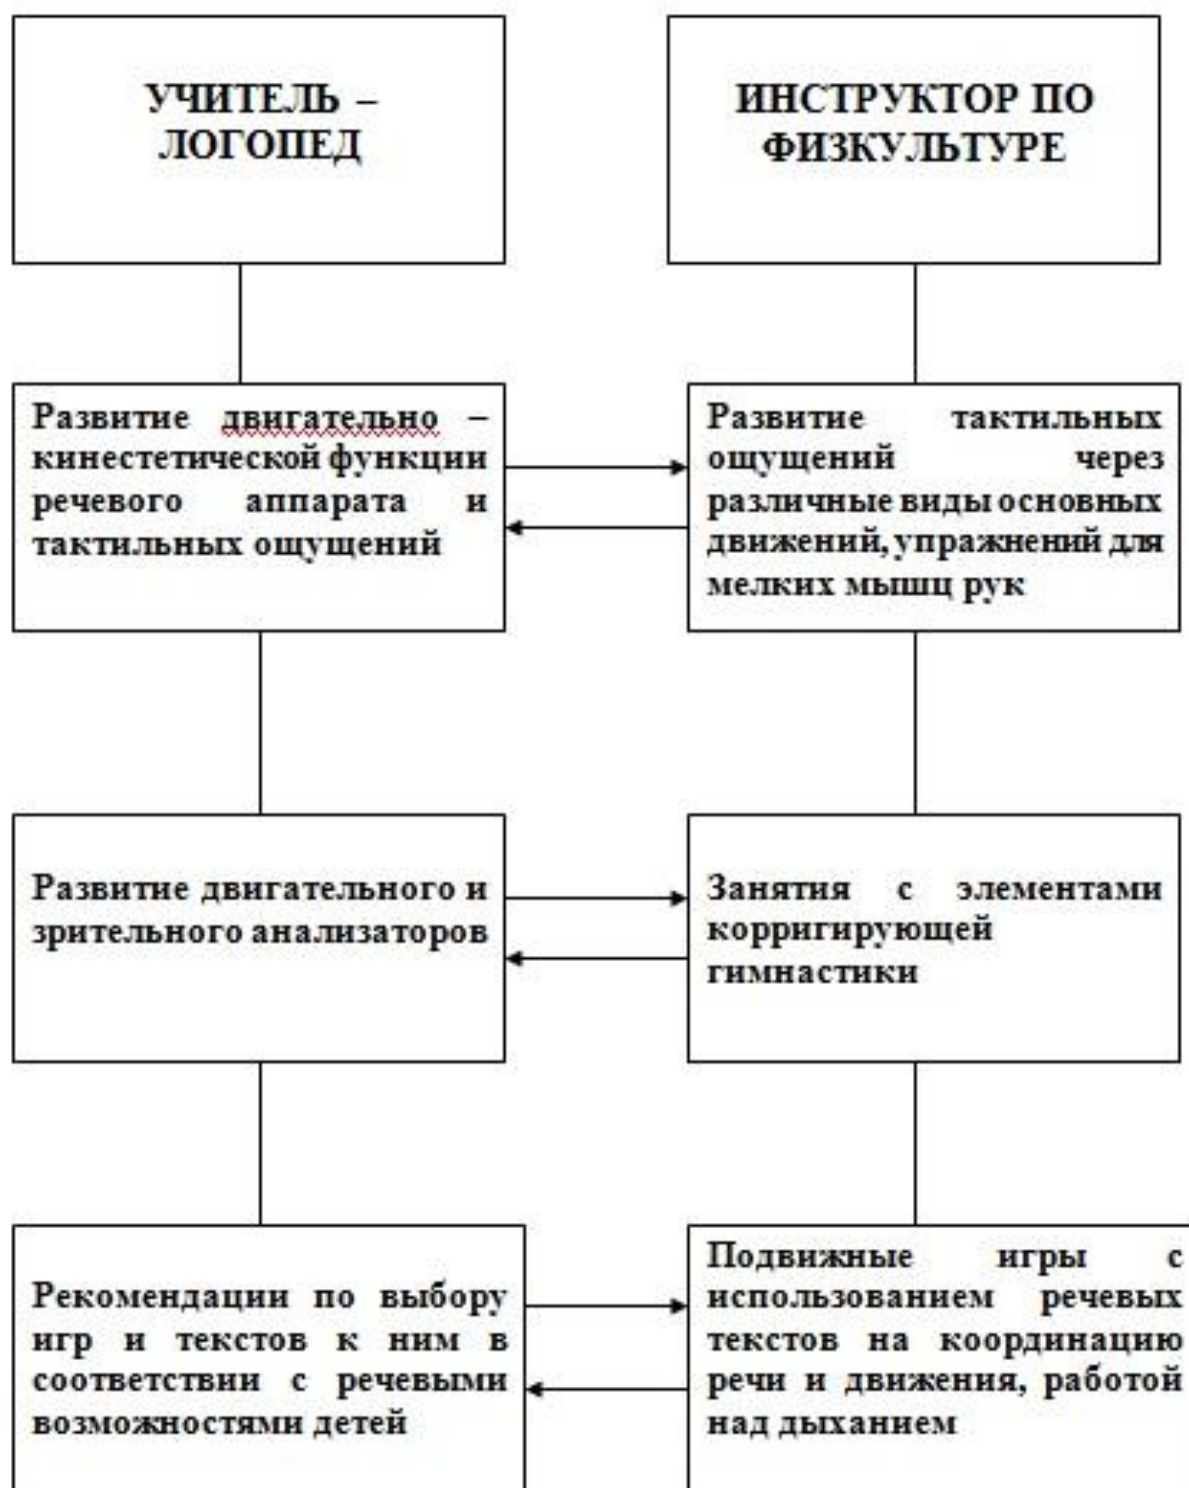 УЧИТЕЛЬ –
ЛОГОПЕД
ИНСТРУКТОР ПО
ФИЗКУЛЬТУРЕ
Развитие двигательно –
кинестетической функции
речевого аппарата и
тактильных ощущений
Развитие тактильных
ощущений через
различные виды основных
движений, упражнений для
мелких мышц рук
Развитие двигательного и
зрительного анализаторов
Занятия с элементами
корригирующей
гимнастики
Рекомендации по выбору
игр и текстов к ним в
соответствии с речевыми
возможностями детей
Подвижные игры с
использованием речевых
текстов на координацию
речи и движения, работой
над дыханием